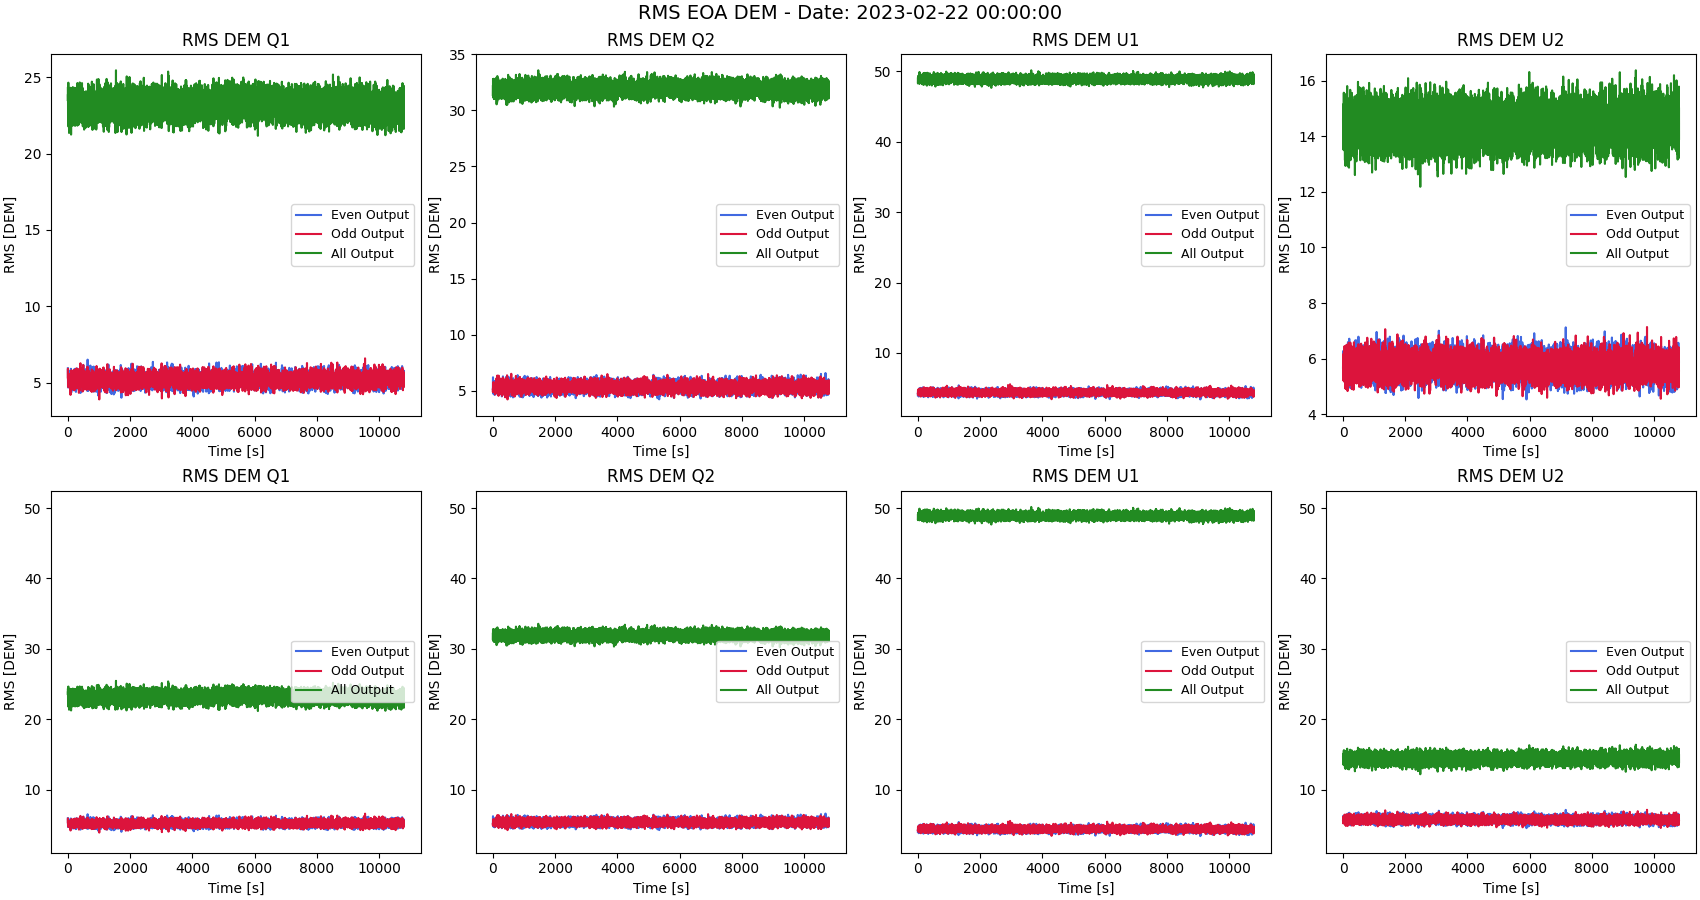 RMS EOA DEM - Date: 2023-02-22 00:00:00
RMS DEM Q1
RMS [DEM]
25
20
15
10
5
Even Output
Odd Output
All Output
0 2000 4000 6000 8000 10000
Time [s]
RMS DEM Q2
RMS [DEM]
35
30
25
20
15
10
5
Even Output
Odd Output
All Output
0 2000 4000 6000 8000 10000
Time [s]
RMS DEM U1
RMS [DEM]
50
40
30
20
10
Even Output
Odd Output
All Output
0 2000 4000 6000 8000 10000
Time [s]
RMS DEM U2
RMS [DEM]
16
14
12
10
8
6
4
Even Output
Odd Output
All Output
0 2000 4000 6000 8000 10000
Time [s]
RMS DEM Q1
RMS [DEM]
50
40
30
20
10
Even Output
Odd Output
All Output
0 2000 4000 6000 8000 10000
Time [s]
RMS DEM Q2
RMS [DEM]
50
40
30
20
10
Even Output
Odd Output
All Output
0 2000 4000 6000 8000 10000
Time [s]
RMS DEM U1
RMS [DEM]
50
40
30
20
10
Even Output
Odd Output
All Output
0 2000 4000 6000 8000 10000
Time [s]
RMS DEM U2
RMS [DEM]
50
40
30
20
10
Even Output
Odd Output
All Output
0 2000 4000 6000 8000 10000
Time [s]